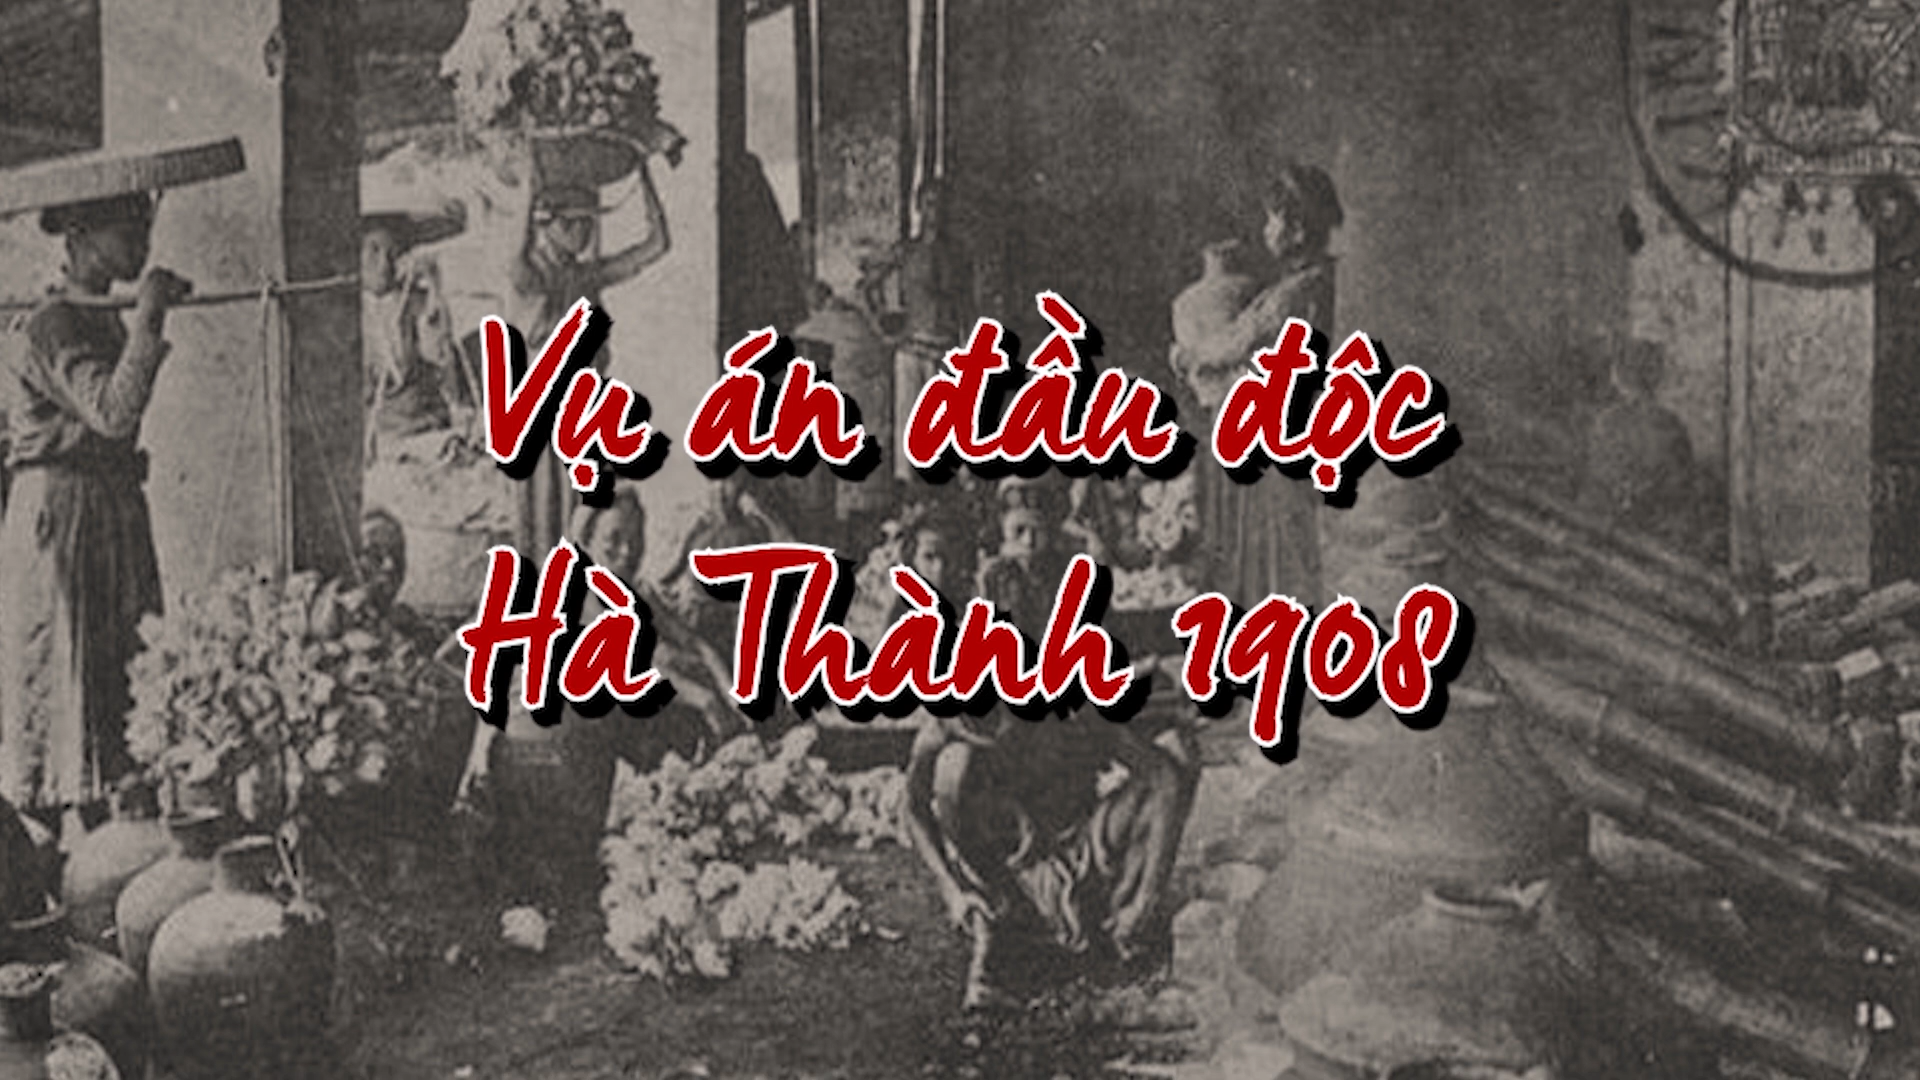 Vụ án đầu độc
Hà Thành 1908